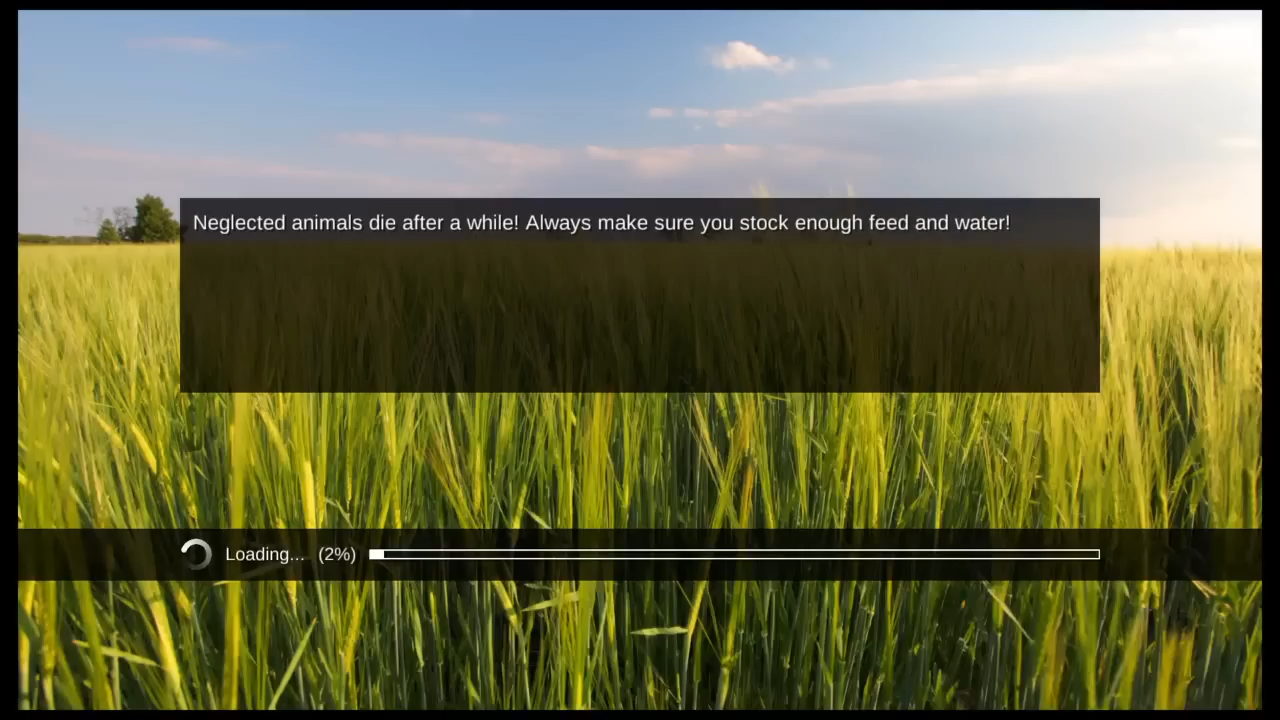 Neglected animals die after a while! Always make sure you stock enough feed and water!
Loading... (2%)